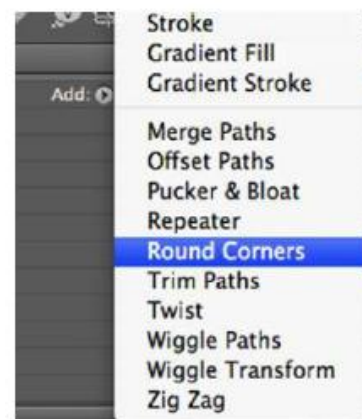 Stroke
Gradient Fill
Gradient Stroke
Add:
Merge Paths
Offset Paths
Pucker & Bloat
Repeater
Round Corners
Trim Paths
Twist
Wiggle Paths
Wiggle Transform
Zig Zag